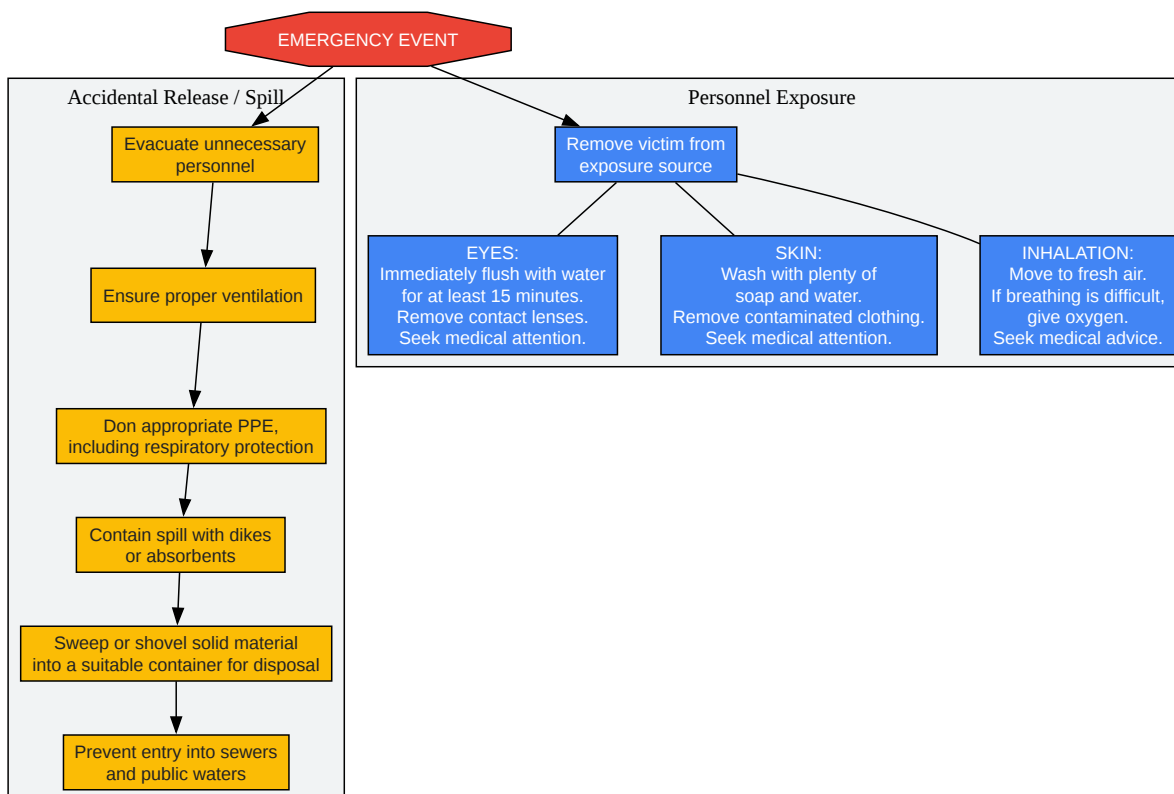 EMERGENCY EVENT
Accidental Release / Spill
Evacuate unnecessary
personnel
Ensure proper ventilation
Don appropriate PPE,
including respiratory protection
Contain spill with dikes
or absorbents
Sweep or shovel solid material
into a suitable container for disposal
Prevent entry into sewers
and public waters
Personnel Exposure
Remove victim from
exposure source
EYES:
Immediately flush with water
for at least 15 minutes.
Remove contact lenses.
Seek medical attention.
SKIN:
Wash with plenty of
soap and water.
Remove contaminated clothing.
Seek medical attention.
INHALATION:
Move to fresh air.
If breathing is difficult,
give oxygen.
Seek medical advice.